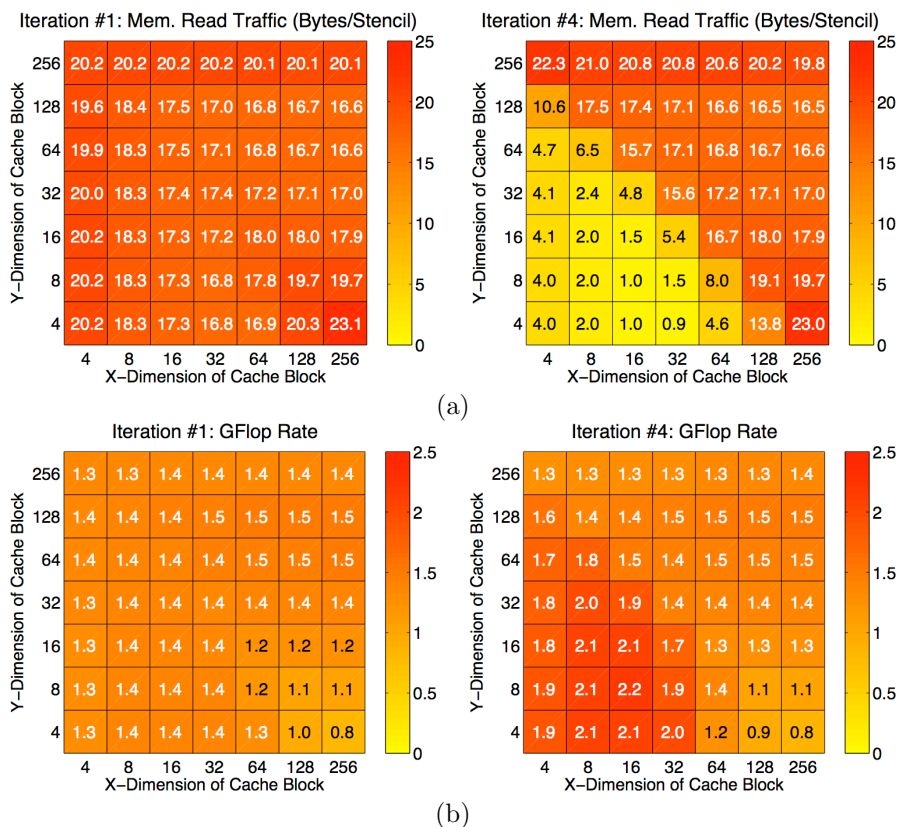 Iteration #1: Mem. Read Traffic (Bytes/Stencil)
Y−Dimension of Cache Block
256 20.2 20.2 20.2 20.2 20.1 20.1 20.1
128 19.6 18.4 17.5 17.0 16.8 16.7 16.6
64 19.9 18.3 17.5 17.1 16.8 16.7 16.6
32 20.0 18.3 17.4 17.4 17.2 17.1 17.0
16 20.2 18.3 17.3 17.2 18.0 18.0 17.9
8 20.2 18.3 17.3 16.8 17.8 19.7 19.7
4 20.2 18.3 17.3 16.8 16.9 20.3 23.1
4 8 16 32 64 128 256
X−Dimension of Cache Block
25
20
15
10
5
0
Iteration #4: Mem. Read Traffic (Bytes/Stencil)
Y−Dimension of Cache Block
256 22.3 21.0 20.8 20.8 20.6 20.2 19.8
128 10.6 17.5 17.4 17.1 16.6 16.5 16.5
64 4.7 6.5 15.7 17.1 16.8 16.7 16.6
32 4.1 2.4 4.8 15.6 17.2 17.1 17.0
16 4.1 2.0 1.5 5.4 16.7 18.0 17.9
8 4.0 2.0 1.0 1.5 8.0 19.1 19.7
4 4.0 2.0 1.0 0.9 4.6 13.8 23.0
4 8 16 32 64 128 256
X−Dimension of Cache Block
25
20
15
10
5
0
(a)
Iteration #1: GFlop Rate
Y−Dimension of Cache Block
256 1.3 1.3 1.4 1.4 1.4 1.4 1.4
128 1.4 1.4 1.4 1.5 1.5 1.5 1.5
64 1.4 1.4 1.4 1.4 1.5 1.5 1.5
32 1.3 1.4 1.4 1.4 1.4 1.4 1.4
16 1.3 1.4 1.4 1.4 1.2 1.2 1.2
8 1.3 1.4 1.4 1.4 1.2 1.1 1.1
4 1.3 1.4 1.4 1.4 1.3 1.0 0.8
4 8 16 32 64 128 256
X−Dimension of Cache Block
2.5
2
1.5
1
0.5
0
Iteration #4: GFlop Rate
Y−Dimension of Cache Block
256 1.3 1.3 1.3 1.3 1.3 1.3 1.4
128 1.6 1.4 1.4 1.5 1.5 1.5 1.5
64 1.7 1.8 1.5 1.4 1.5 1.5 1.5
32 1.8 2.0 1.9 1.4 1.4 1.4 1.4
16 1.8 2.1 2.1 1.7 1.3 1.3 1.3
8 1.9 2.1 2.2 1.9 1.4 1.1 1.1
4 1.9 2.1 2.1 2.0 1.2 0.9 0.8
4 8 16 32 64 128 256
X−Dimension of Cache Block
2.5
2
1.5
1
0.5
0
(b)